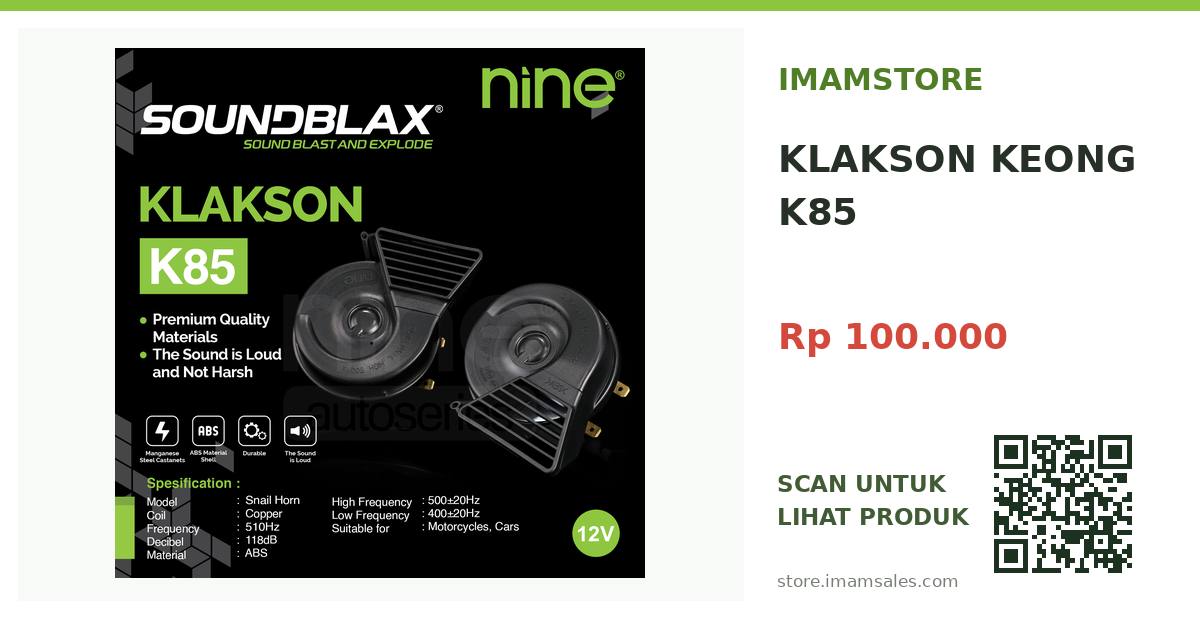 nine®
SOUNDBLAX®
SOUND BLAST AND EXPLODE
KLAKSON
K85
• Premium Quality
Materials
• The Sound is Loud
and Not Harsh
autoseries
ABS
Manganese
Steel Castanets
ABS Material
Shell
Durable
The Sound
is Loud
Spesification :
Model : Snail Horn
Coil : Copper
Frequency : 510Hz
Decibel : 118dB
Material : ABS
High Frequency : 500±20Hz
Low Frequency : 400±20Hz
Suitable for : Motorcycles, Cars
12V
IMAMSTORE
KLAKSON KEONG
K85
Rp 100.000
SCAN UNTUK
LIHAT PRODUK
store.imamsales.com